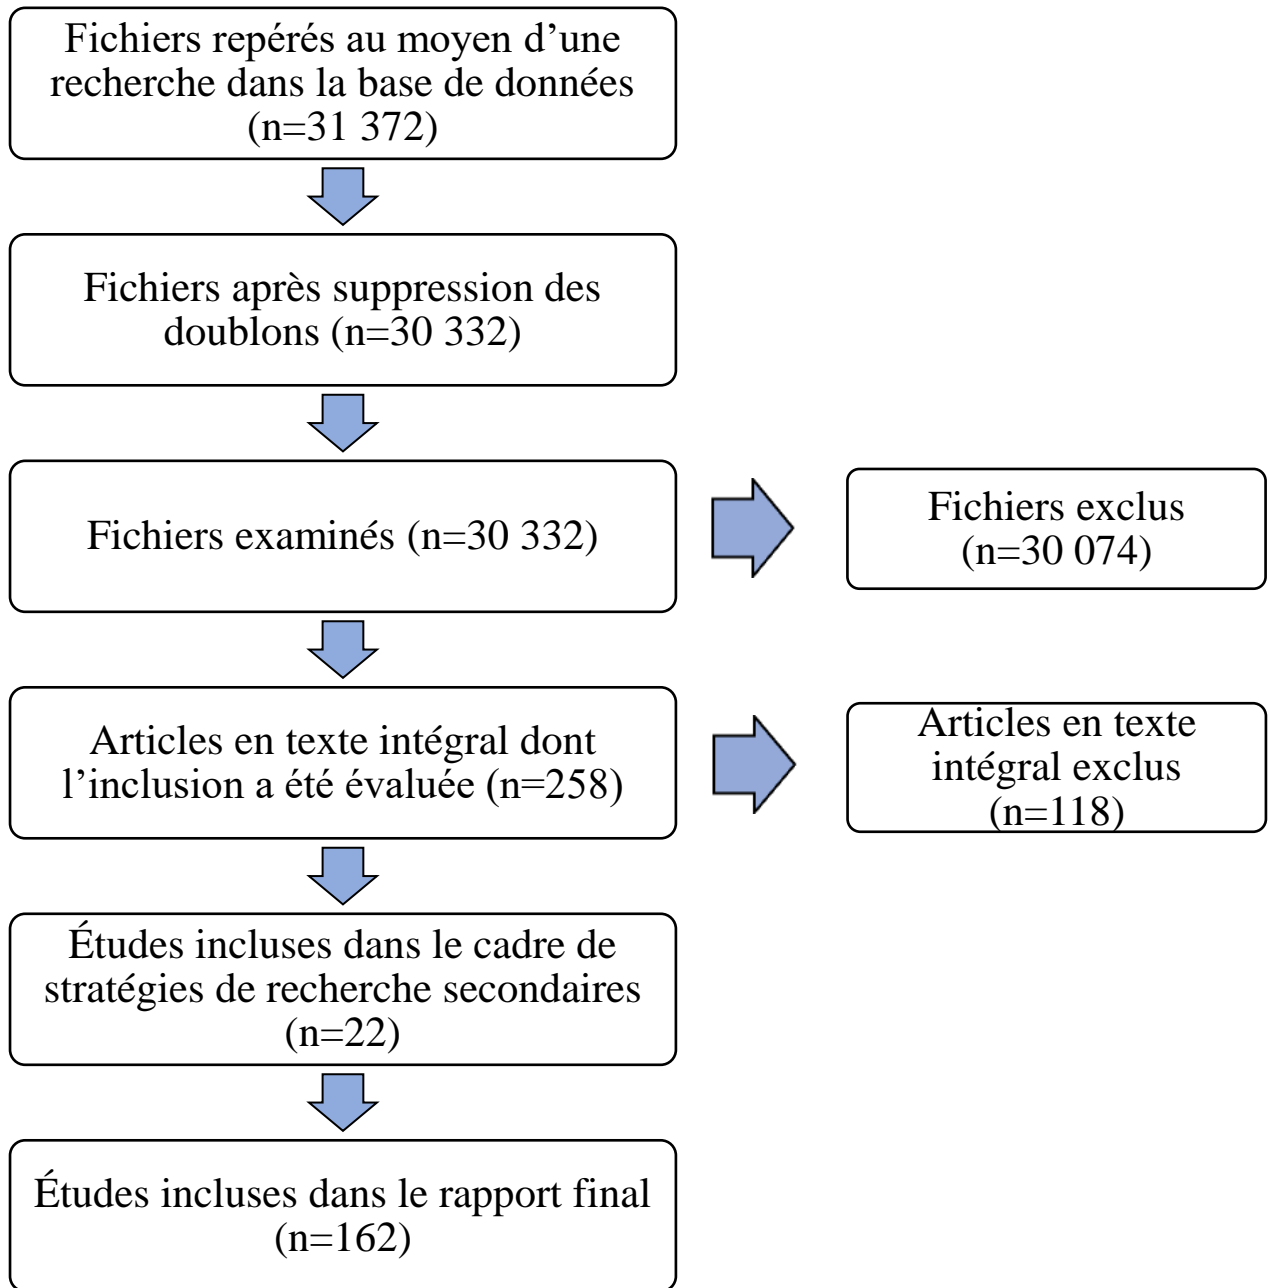 Fichiers repérés au moyen d’une
recherche dans la base de données
(n=31 372)
Fichiers après suppression des
doublons (n=30 332)
Fichiers examinés (n=30 332)
Fichiers exclus
(n=30 074)
Articles en texte intégral dont
l’inclusion a été évaluée (n=258)
Articles en texte
intégral exclus
(n=118)
Études incluses dans le cadre de
stratégies de recherche secondaires
(n=22)
Études incluses dans le rapport final
(n=162)